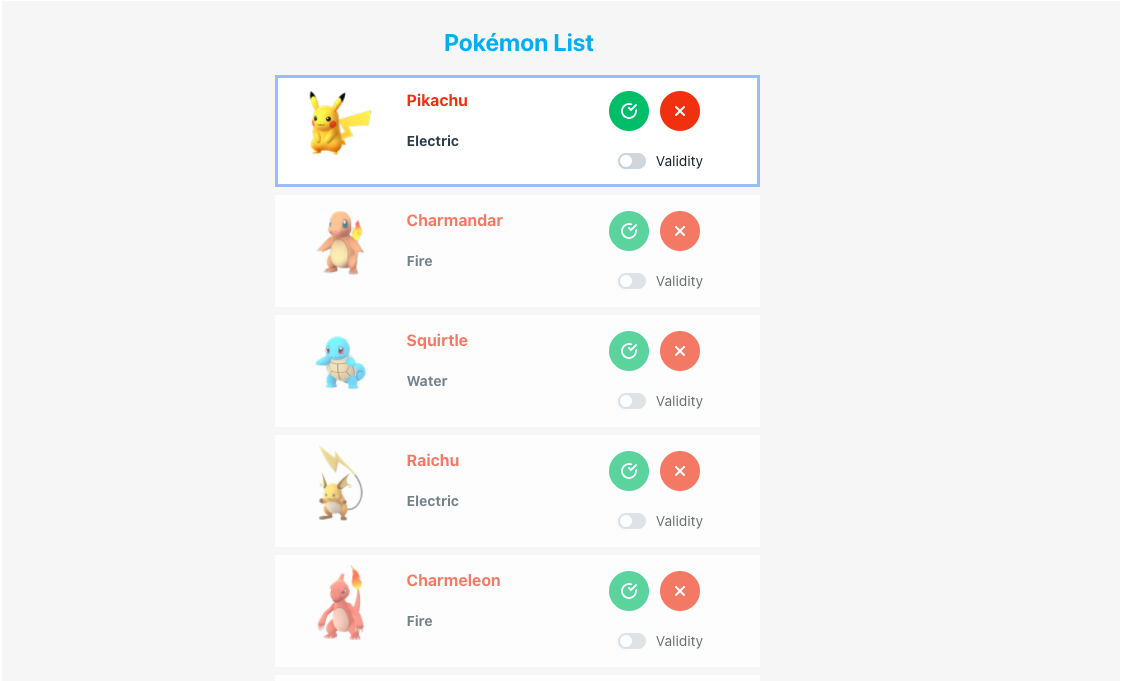 Pokémon List
Pikachu
Electric
Validity
Charmandar
Fire
Validity
Squirtle
Water
Validity
Raichu
Electric
Validity
Charmeleon
Fire
Validity